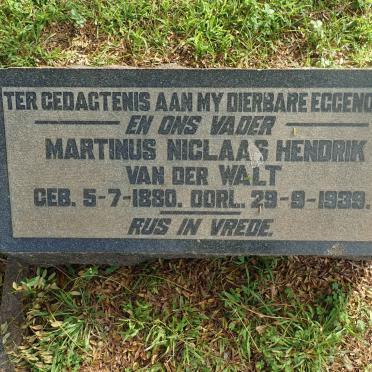 TER GEDAGTENIS AAN MY DIERBARE EGGENO
EN ONS VADER
MARTINUS NICLAAS HENDRIK
VAN DER WALT
GEB. 5-7-1880. OORL. 29-9-1939.
RUS IN VREDE.